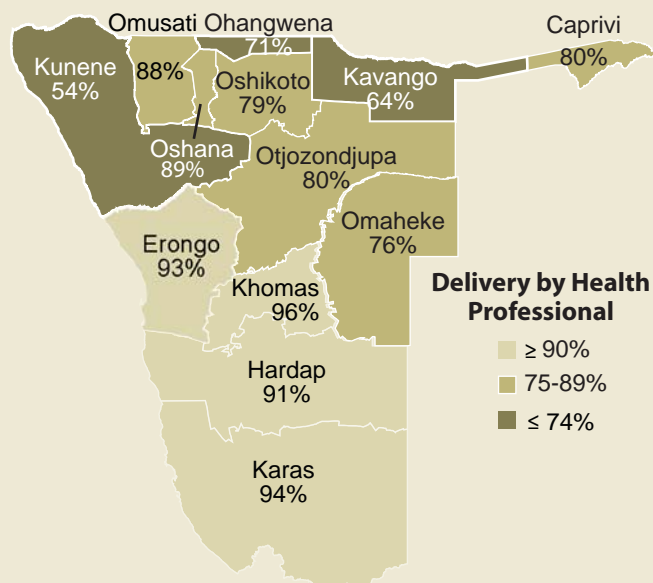 Omusati Ohangwena
Caprivi
71%
80%
Kunene
54%
88%
Oshikoto
79%
Kavango
64%
Oshana
89%
Otjozondjupa
80%
Omaheke
76%
Erongo
93%
Khomas
96%
Delivery by Health
Professional
≥ 90%
75-89%
≤ 74%
Hardap
91%
Karas
94%